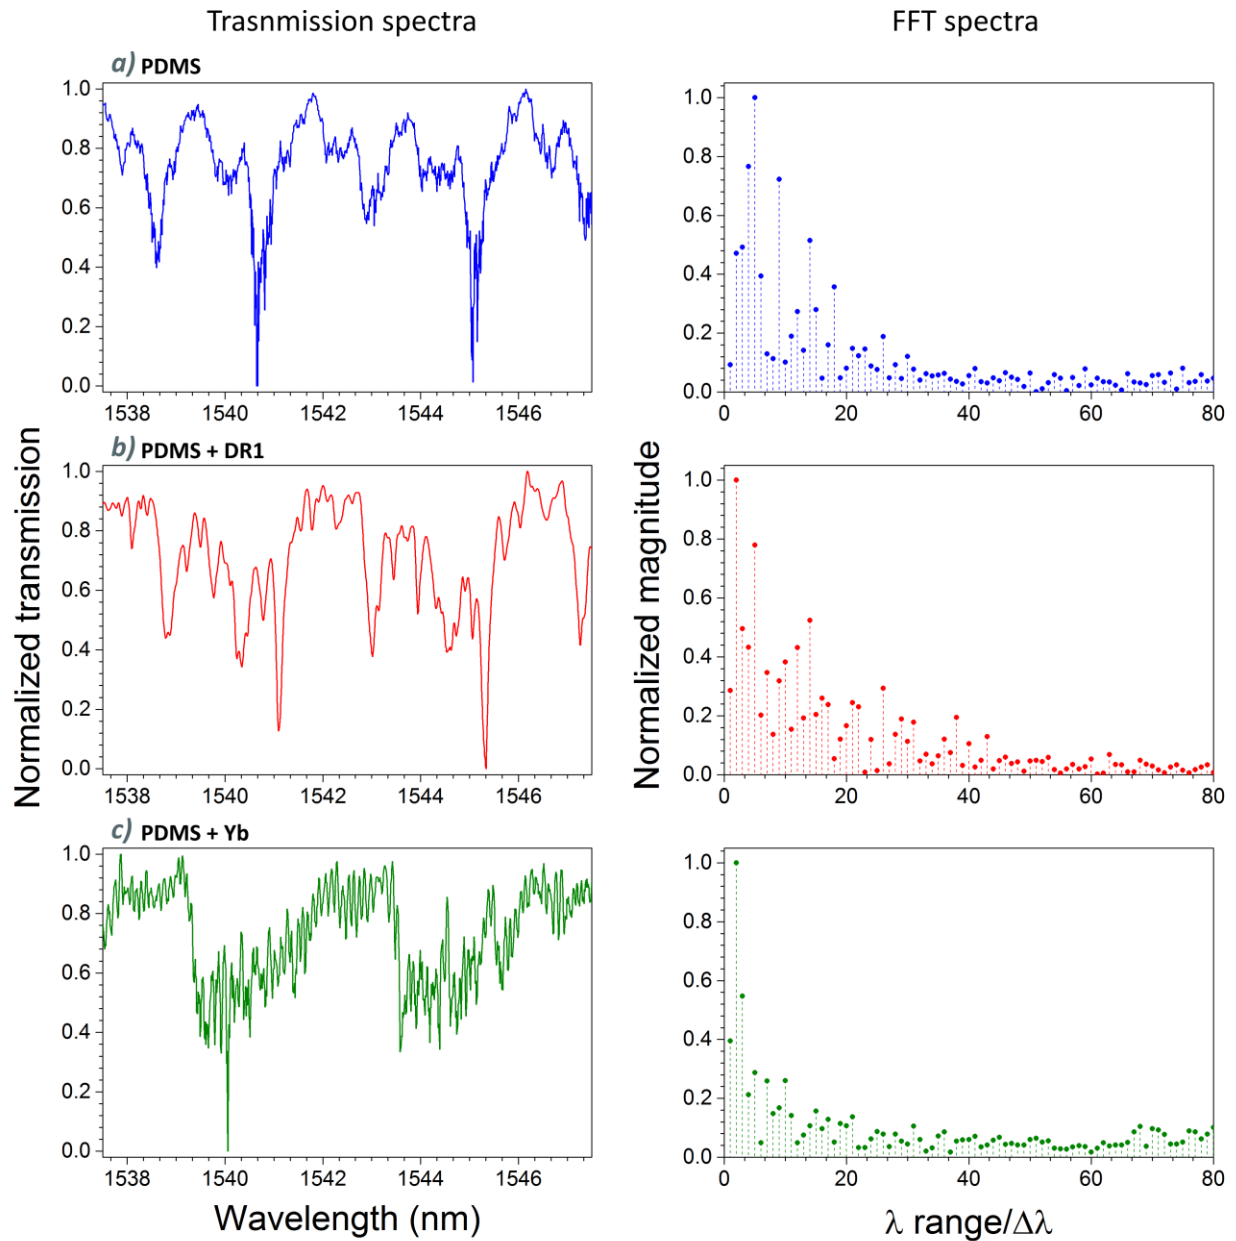 Trasnmission spectra
FFT spectra
a) PDMS
1.0
0.8
0.6
0.4
0.2
0.0
1538 1540 1542 1544 1546
1.0
0.8
0.6
0.4
0.2
0.0
0 20 40 60 80
b) PDMS + DR1
1.0
0.8
0.6
0.4
0.2
0.0
1538 1540 1542 1544 1546
1.0
0.8
0.6
0.4
0.2
0.0
0 20 40 60 80
c) PDMS + Yb
1.0
0.8
0.6
0.4
0.2
0.0
1538 1540 1542 1544 1546
1.0
0.8
0.6
0.4
0.2
0.0
0 20 40 60 80
Normalized transmission
Normalized magnitude
Wavelength (nm)
λ range/Δλ